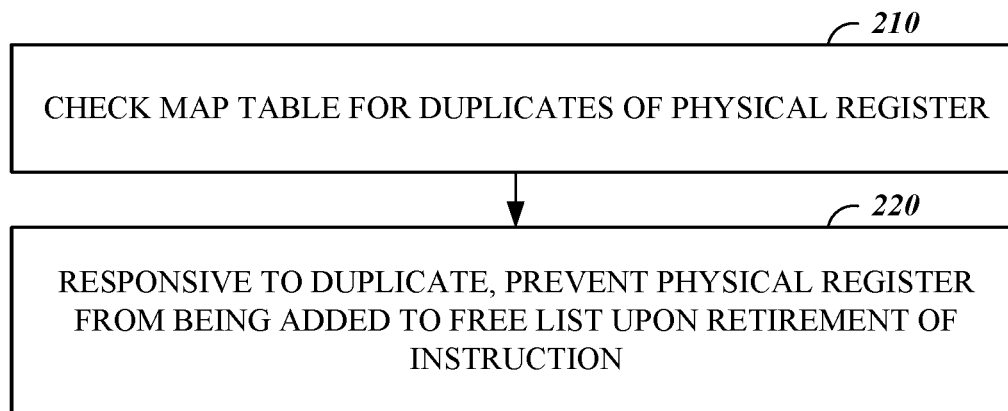 210
CHECK MAP TABLE FOR DUPLICATES OF PHYSICAL REGISTER
220
RESPONSIVE TO DUPLICATE, PREVENT PHYSICAL REGISTER
FROM BEING ADDED TO FREE LIST UPON RETIREMENT OF
INSTRUCTION